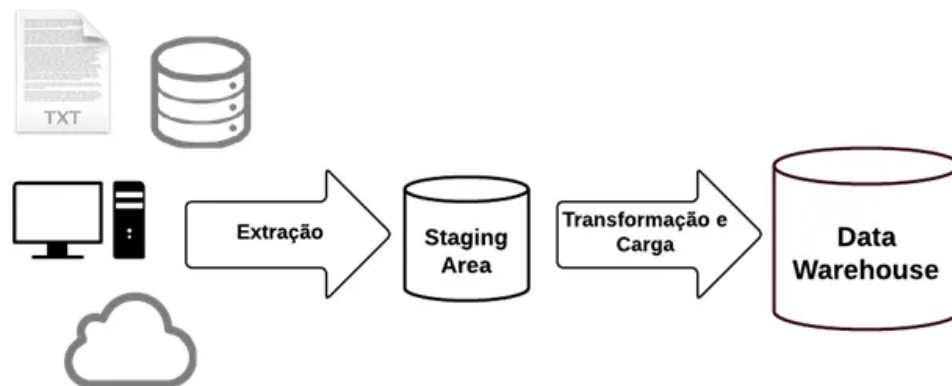 TXT
Extração
Staging
Area
Transformação e
Carga
Data
Warehouse